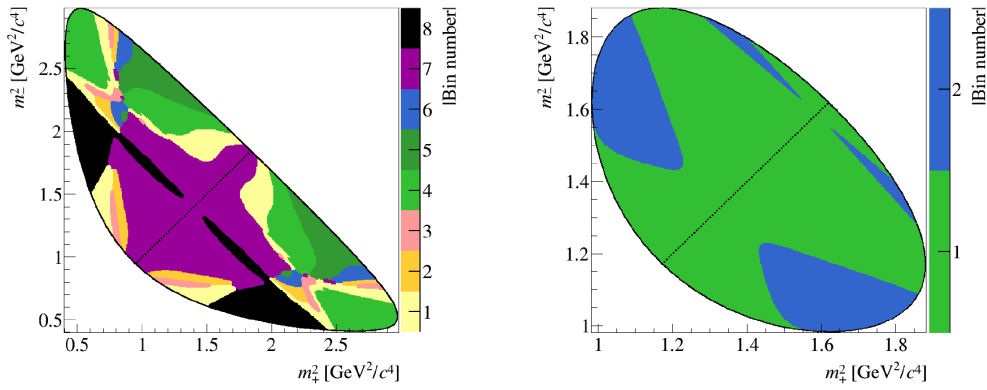 m²₋ [GeV²/c⁴]
2.5
2
1.5
1
0.5
0.5 1 1.5 2 2.5
m²₊ [GeV²/c⁴]
8
7
6
5
4
3
2
1
|Bin number|
m²₋ [GeV²/c⁴]
1.8
1.6
1.4
1.2
1
1 1.2 1.4 1.6 1.8
m²₊ [GeV²/c⁴]
2
1
|Bin number|